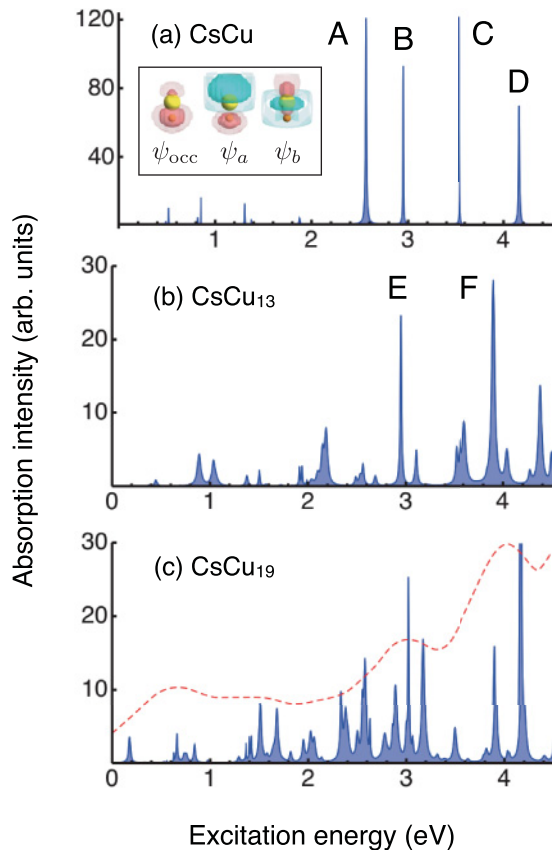 Absorption intensity (arb. units)
(a) CsCu
A
B
C
D
120
80
40
ψocc
ψa
ψb
1
2
3
4
(b) CsCu13
E
F
30
20
10
0
1
2
3
4
(c) CsCu19
30
20
10
0
1
2
3
4
Excitation energy (eV)